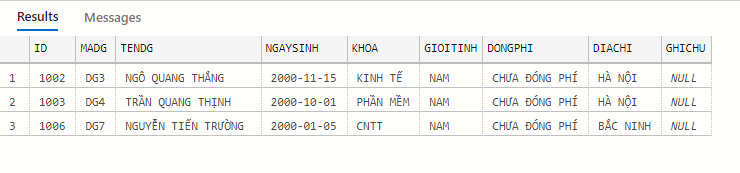 Results Messages
ID MADG TENDG NGAYSINH KHOA GIOITINH DONGPHI DIACHI GHICHU
1 1002 DG3 NGÔ QUANG THẮNG 2000-11-15 KINH TẾ NAM CHƯA ĐÓNG PHÍ HÀ NỘI NULL
2 1003 DG4 TRẦN QUANG THỊNH 2000-10-01 PHẦN MỀM NAM CHƯA ĐÓNG PHÍ HÀ NỘI NULL
3 1006 DG7 NGUYỄN TIẾN TRƯỜNG 2000-01-05 CNTT NAM CHƯA ĐÓNG PHÍ BẮC NINH NULL